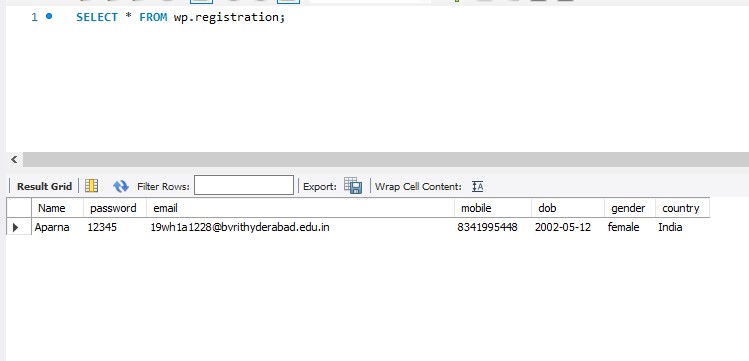 1 SELECT * FROM wp.registration;
Result Grid Filter Rows: Export: Wrap Cell Content: IA
Name password email mobile dob gender country
Aparna 12345 19wh1a1228@bvrithyderabad.edu.in 8341995448 2002-05-12 female India